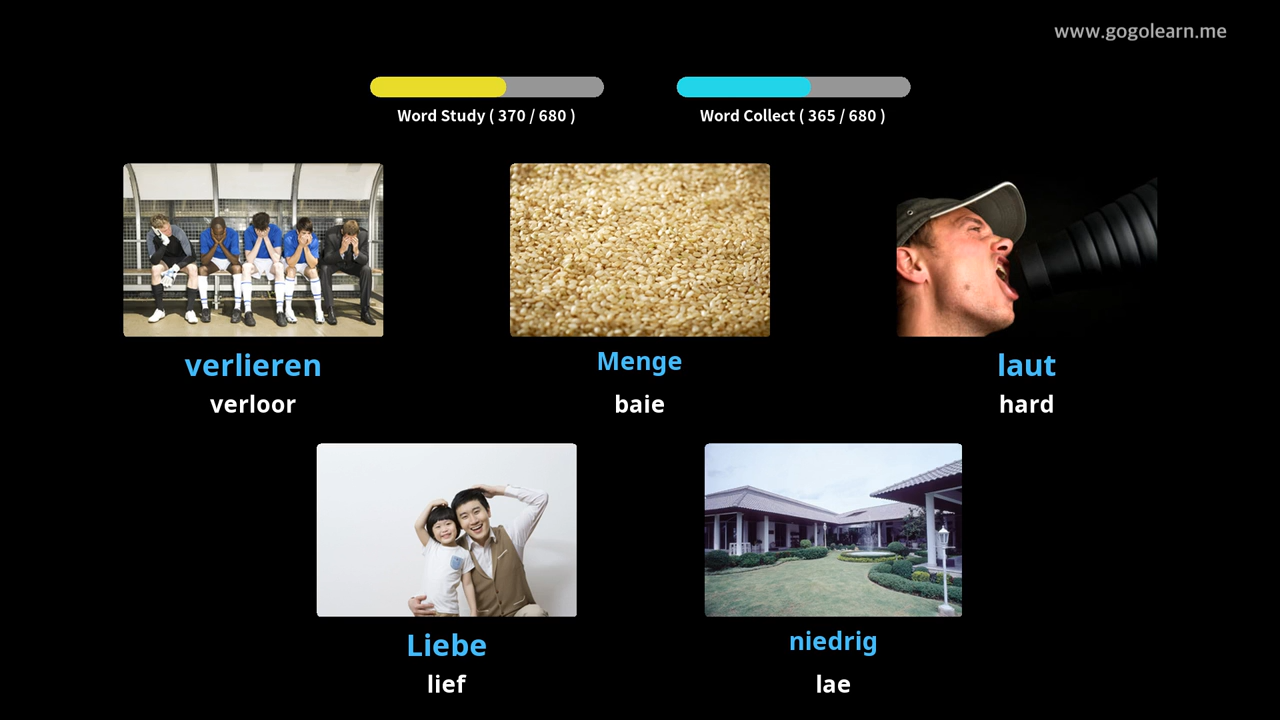 www.gogolearn.me
Word Study ( 370 / 680 )
Word Collect ( 365 / 680 )
verlieren
verloor
Menge
baie
laut
hard
Liebe
lief
niedrig
lae